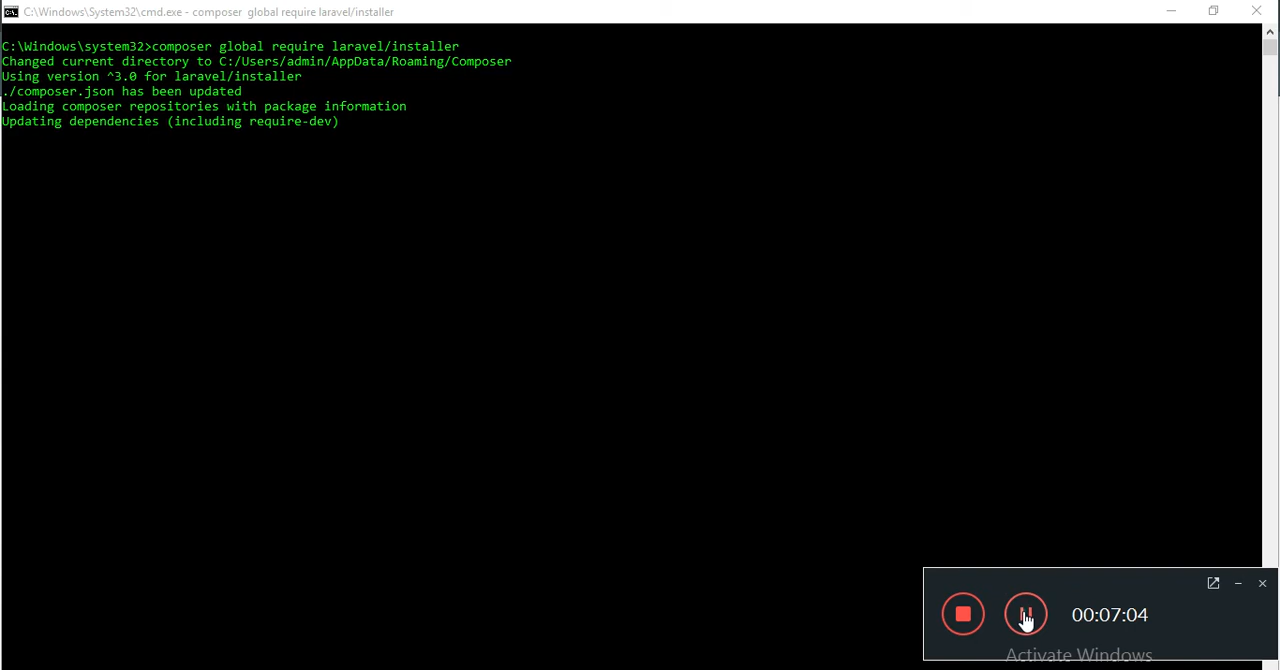 C:\Windows\System32\cmd.exe - composer  global require laravel/installer
C:\Windows\system32>composer global require laravel/installer
Changed current directory to C:/Users/admin/AppData/Roaming/Composer
Using version ^3.0 for laravel/installer
./composer.json has been updated
Loading composer repositories with package information
Updating dependencies (including require-dev)
00:07:04
Activate Windows